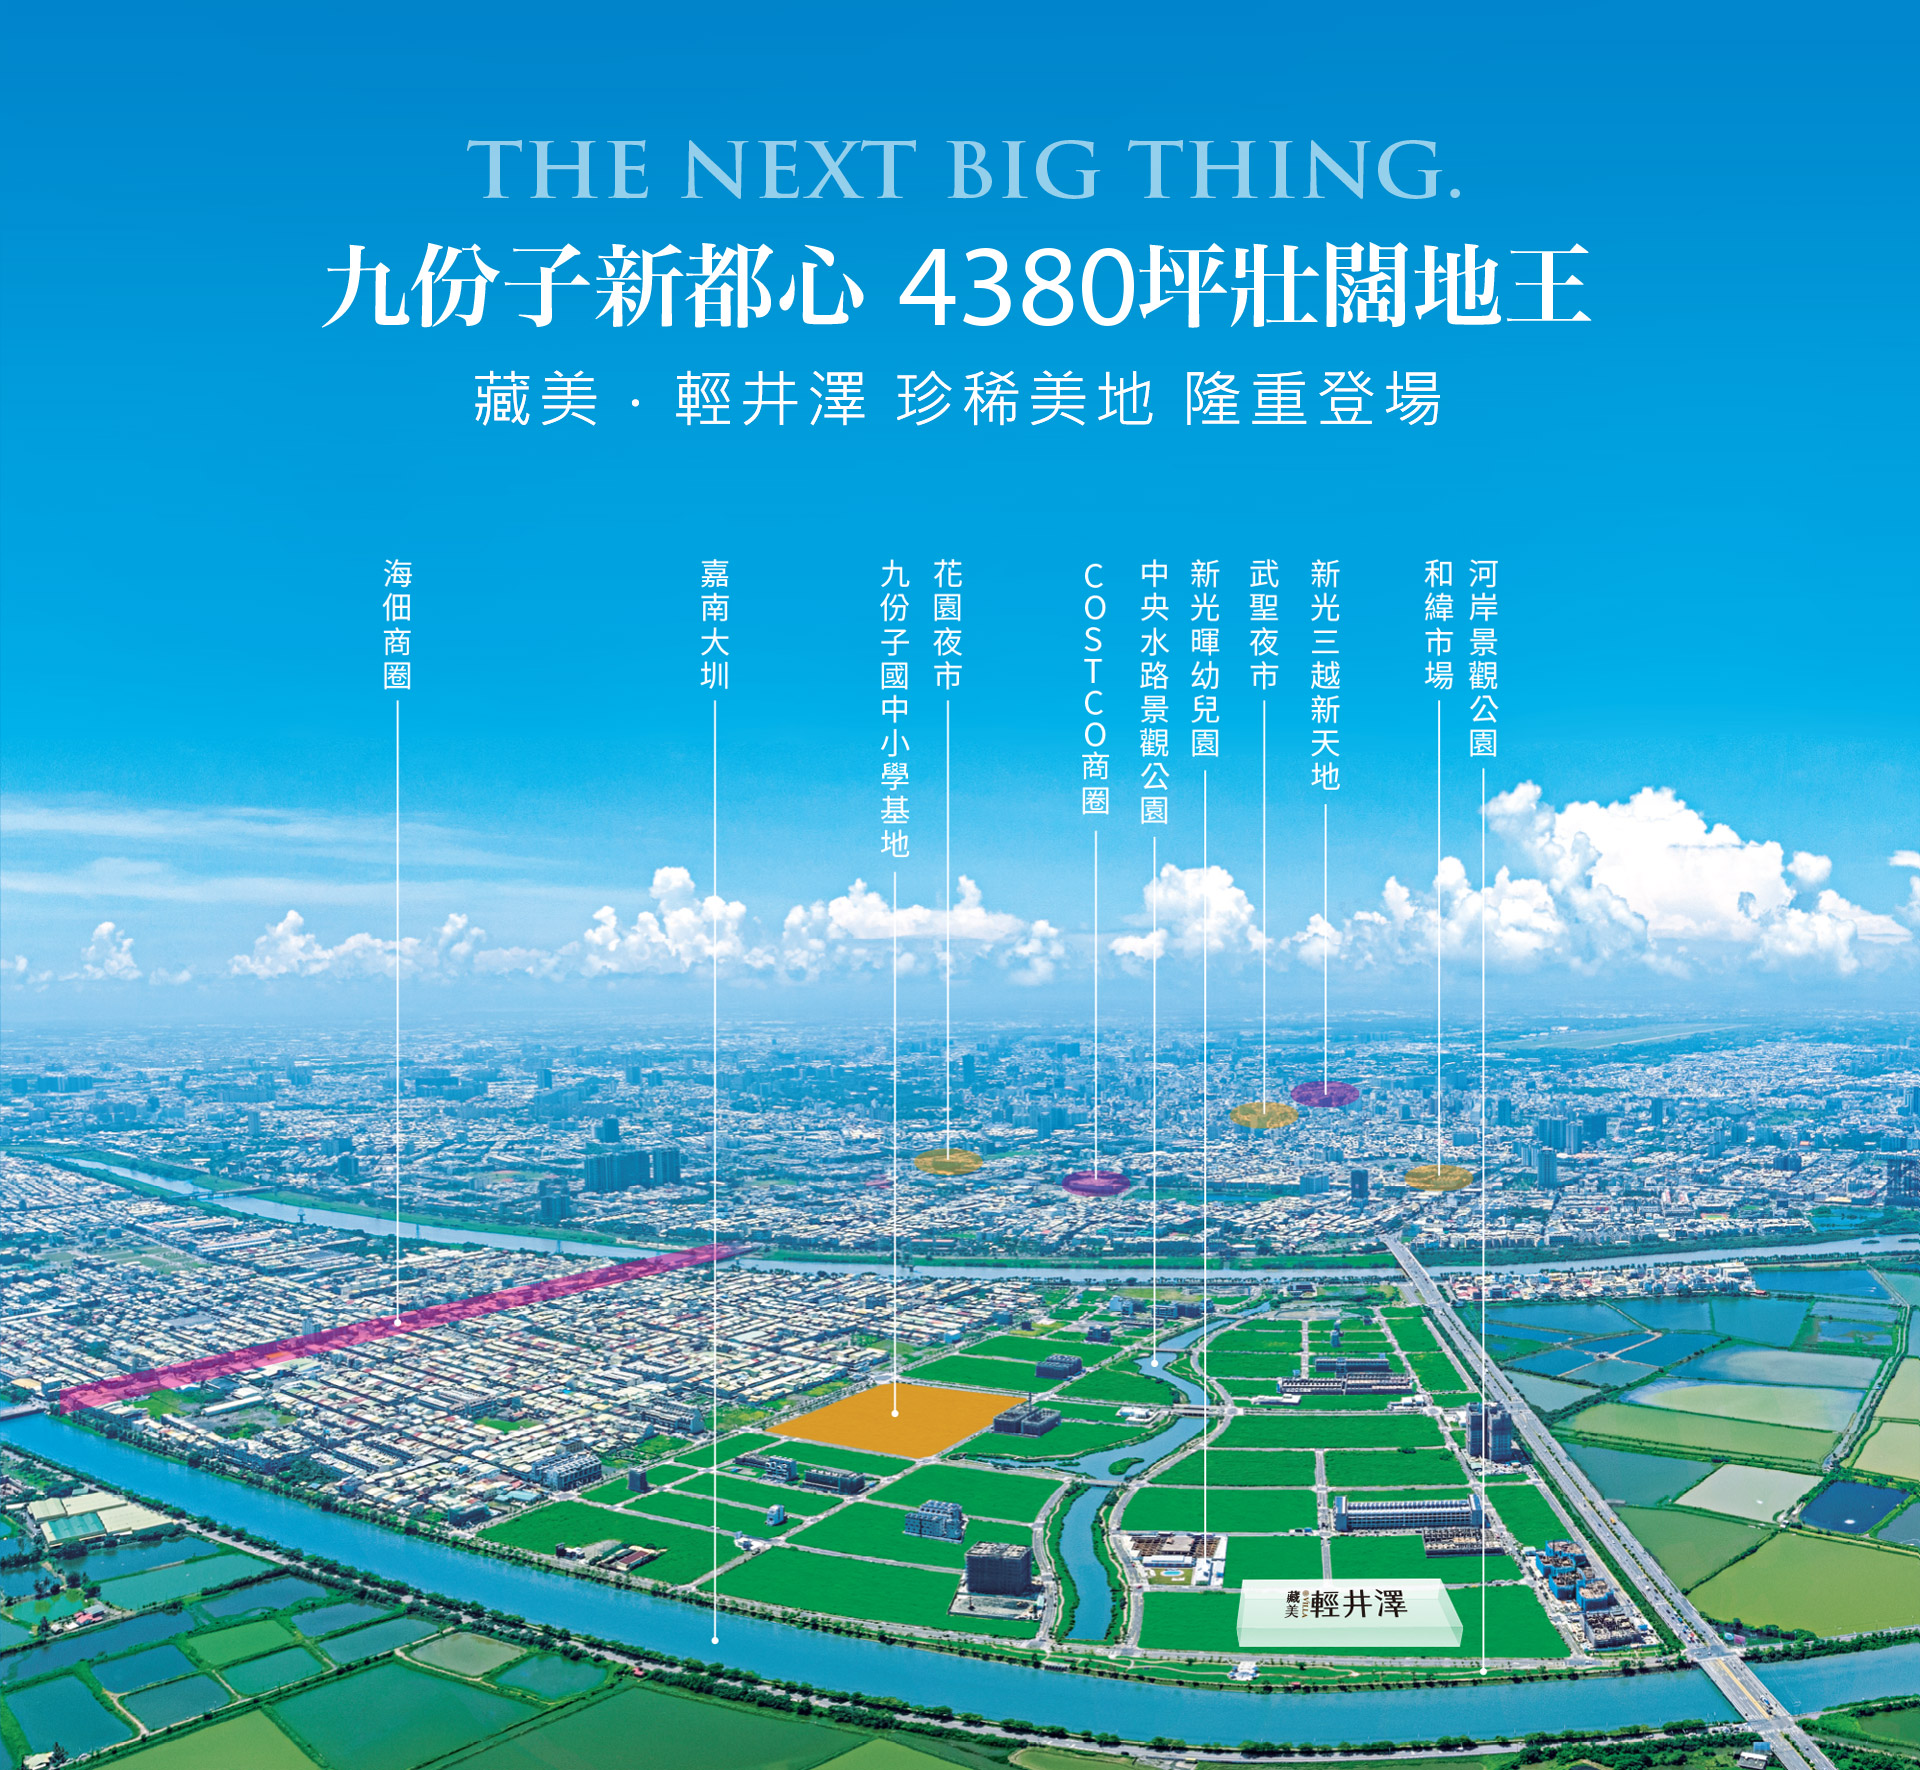 THE NEXT BIG THING.
九份子新都心 4380坪壯闊地王
藏美．輕井澤 珍稀美地 隆重登場
海佃商圈
嘉南大圳
九份子國中小學基地
花園夜市
COSTCO商圈
中央水路景觀公園
新光暉幼兒園
武聖夜市
新光三越新天地
和緯市場
河岸景觀公園
藏美 VILLA 輕井澤